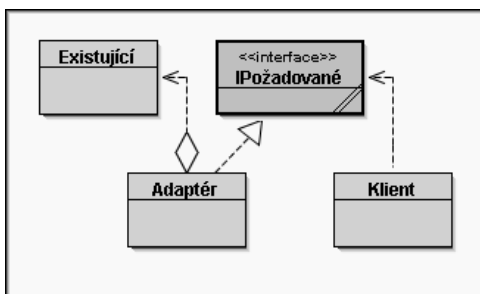 Existující
<<interface>>
IPožadované
Adaptér
Klient